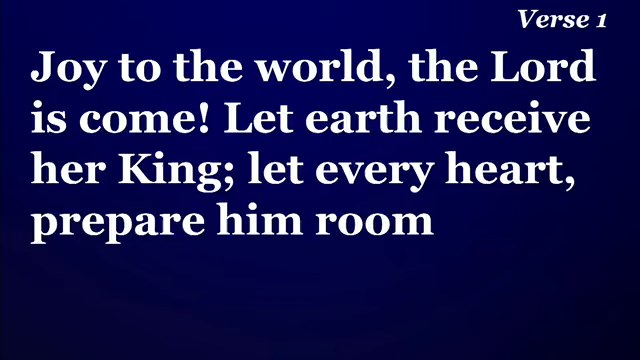 Verse 1
Joy to the world, the Lord
is come! Let earth receive
her King; let every heart,
prepare him room